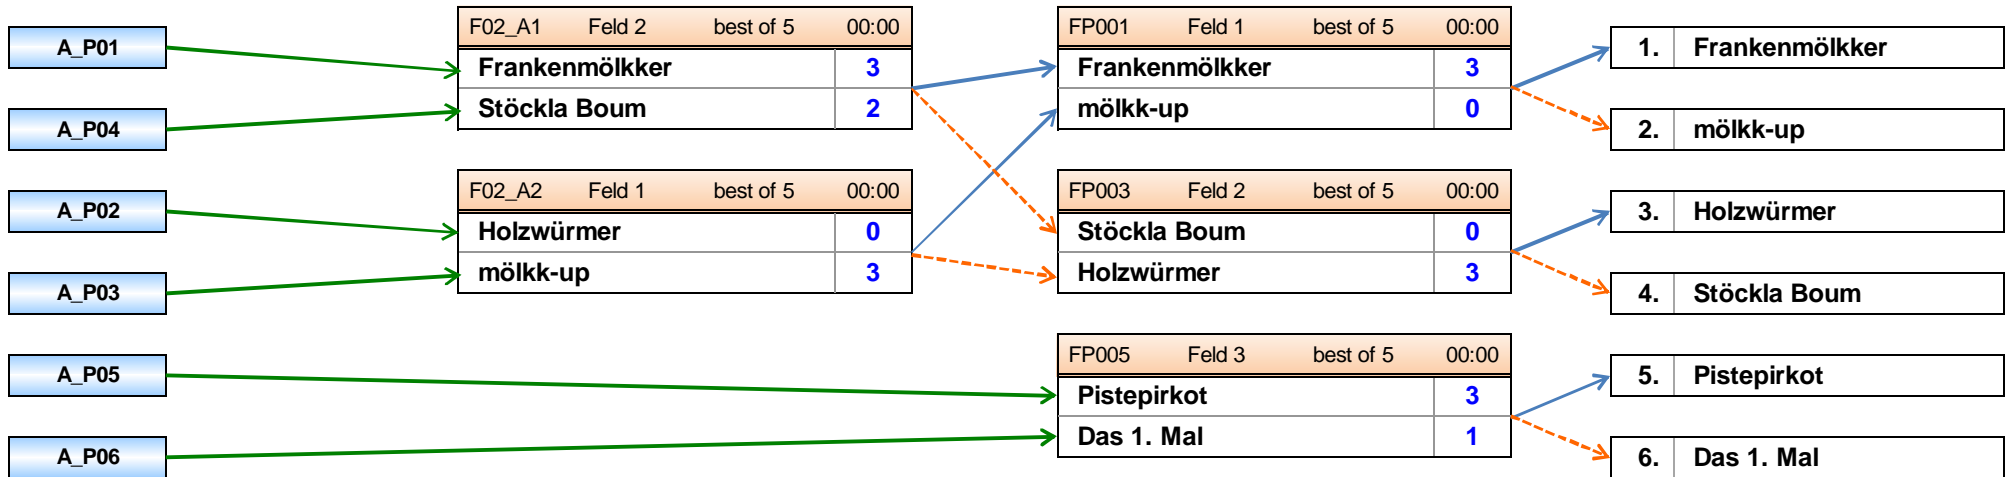 A_P01
A_P04
A_P02
A_P03
A_P05
A_P06
F02_A1 Feld 2 best of 5 00:00
Frankenmölkker 3
Stöckla Boum 2
F02_A2 Feld 1 best of 5 00:00
Holzwürmer 0
mölkk-up 3
FP001 Feld 1 best of 5 00:00
Frankenmölkker 3
mölkk-up 0
FP003 Feld 2 best of 5 00:00
Stöckla Boum 0
Holzwürmer 3
FP005 Feld 3 best of 5 00:00
Pistepirkot 3
Das 1. Mal 1
1. Frankenmölkker
2. mölkk-up
3. Holzwürmer
4. Stöckla Boum
5. Pistepirkot
6. Das 1. Mal